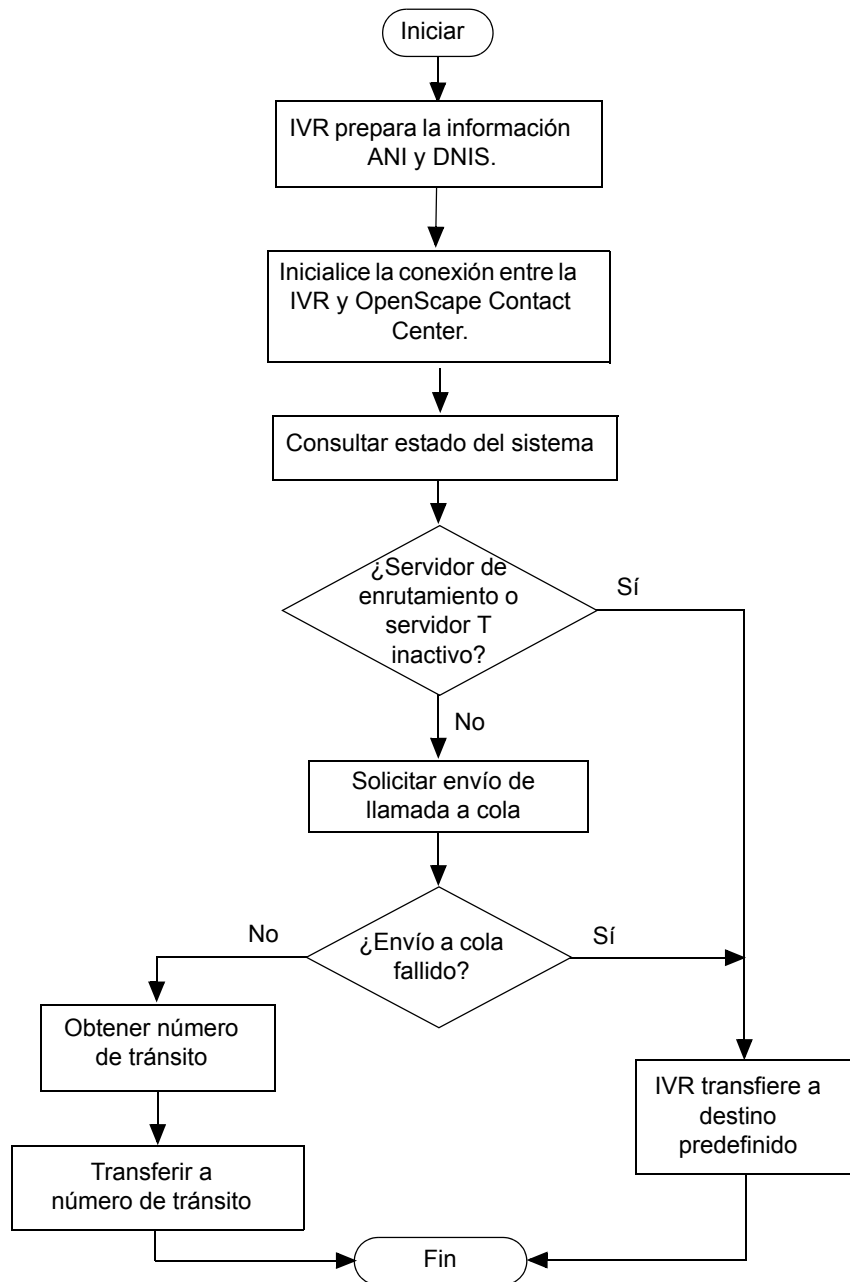 Iniciar
IVR prepara la información
ANI y DNIS.
Inicialice la conexión entre la
IVR y OpenScape Contact
Center.
Consultar estado del sistema
¿Servidor de
enrutamiento o
servidor T
inactivo?
Sí
No
Solicitar envío de
llamada a cola
No
¿Envío a cola
fallido?
Sí
Obtener número
de tránsito
IVR transfiere a
destino
predefinido
Transferir a
número de tránsito
Fin